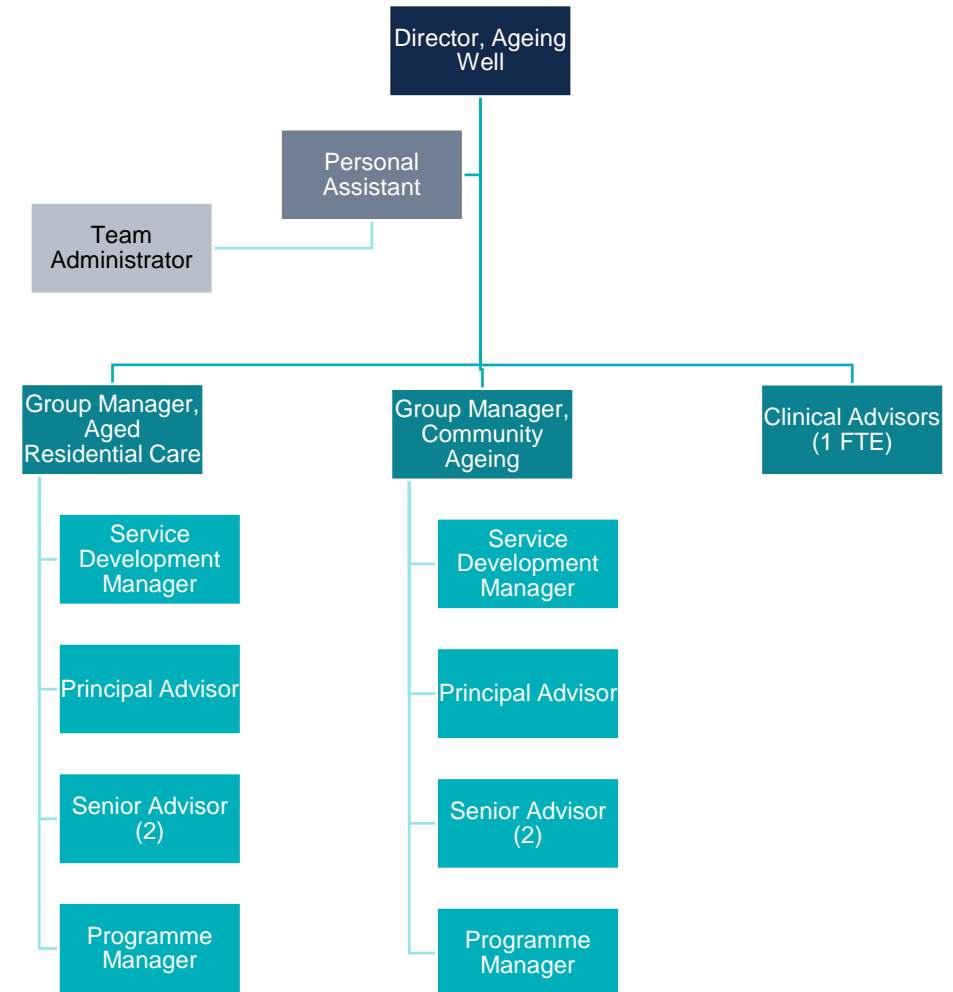 Director, Ageing
Well
Personal
Assistant
Team
Administrator
Group Manager,
Aged
Residential Care
Group Manager,
Community
Ageing
Clinical Advisors
(1 FTE)
Service
Development
Manager
Service
Development
Manager
Principal Advisor
Principal Advisor
Senior Advisor
(2)
Senior Advisor
(2)
Programme
Manager
Programme
Manager